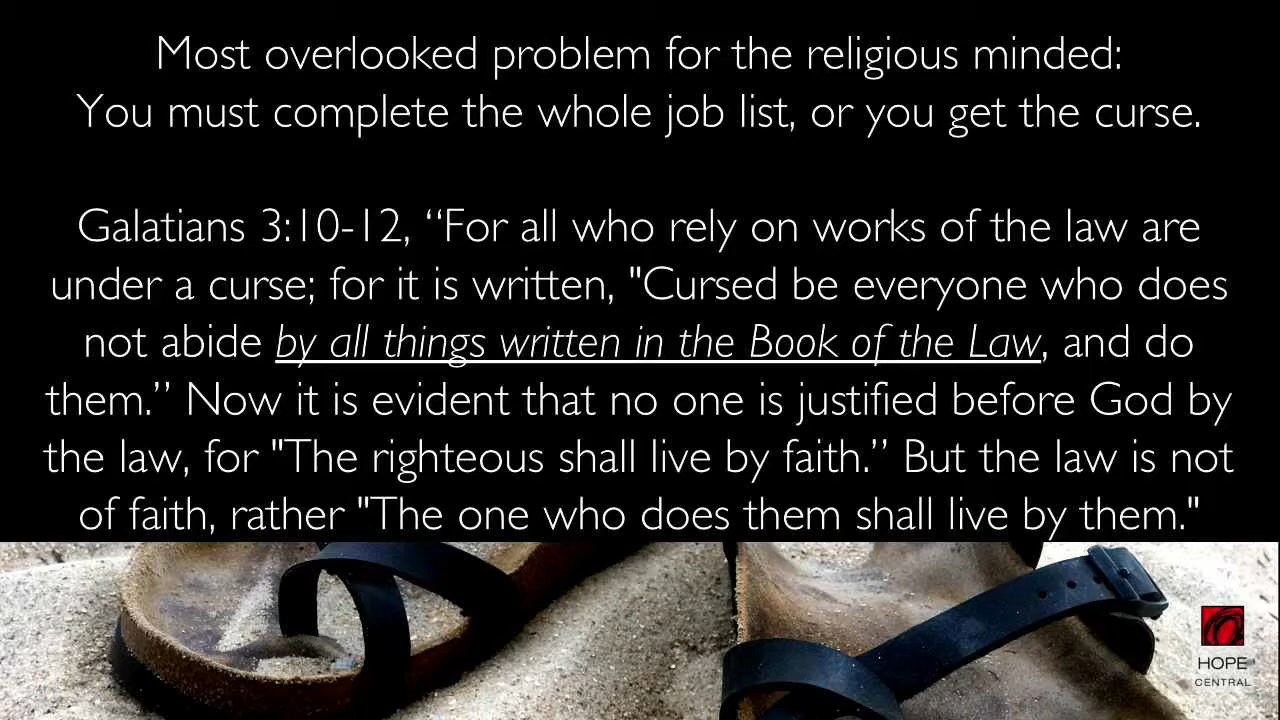 Most overlooked problem for the religious minded:
You must complete the whole job list, or you get the curse.
Galatians 3:10-12, “For all who rely on works of the law are
under a curse; for it is written, "Cursed be everyone who does
not abide by all things written in the Book of the Law, and do
them.” Now it is evident that no one is justified before God by
the law, for "The righteous shall live by faith.” But the law is not
of faith, rather "The one who does them shall live by them."
HOPE
CENTRAL